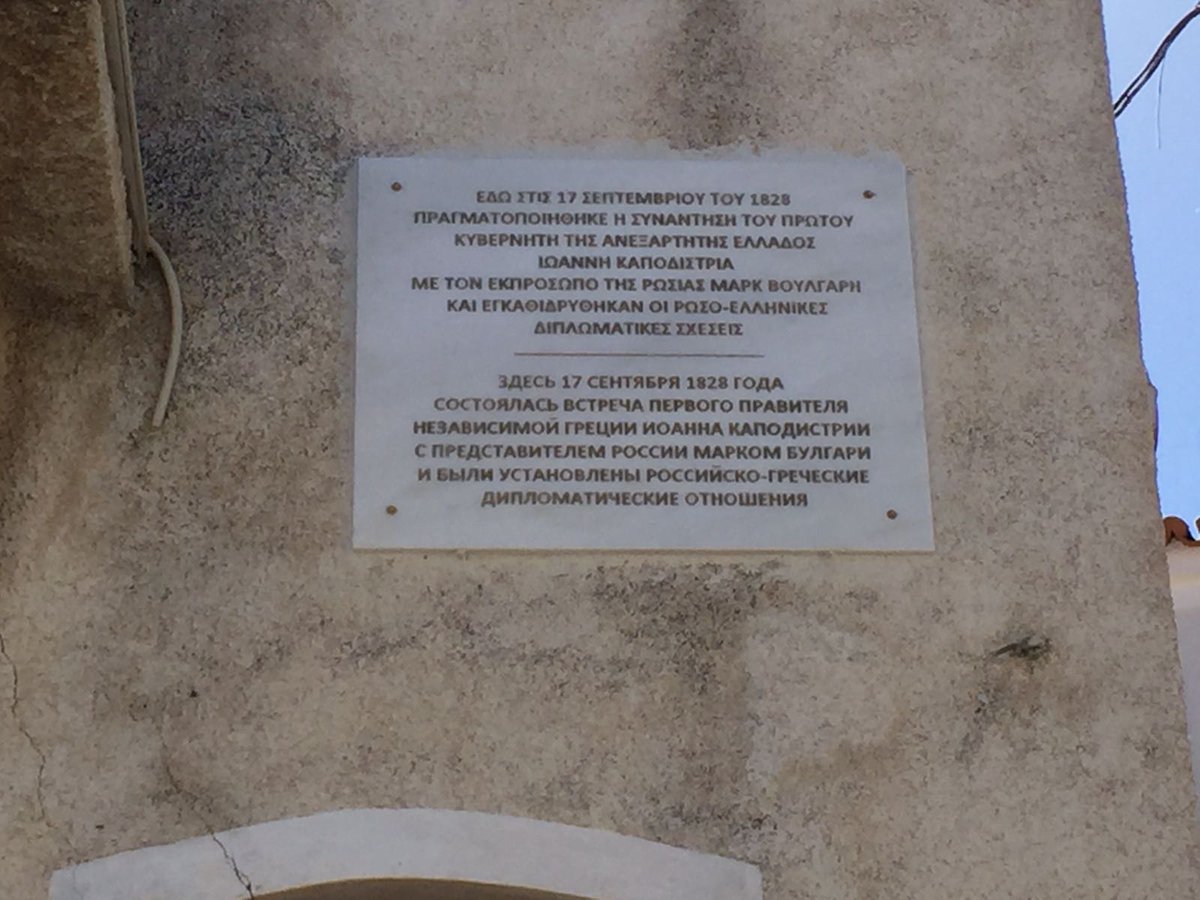 ΕΔΩ ΣΤΙΣ 17 ΣΕΠΤΕΜΒΡΙΟΥ ΤΟΥ 1828
ΠΡΑΓΜΑΤΟΠΟΙΗΘΗΚΕ Η ΣΥΝΑΝΤΗΣΗ ΤΟΥ ΠΡΩΤΟΥ
ΚΥΒΕΡΝΗΤΗ ΤΗΣ ΑΝΕΞΑΡΤΗΤΗΣ ΕΛΛΑΔΟΣ
ΙΩΑΝΝΗ ΚΑΠΟΔΙΣΤΡΙΑ
ΜΕ ΤΟΝ ΕΚΠΡΟΣΩΠΟ ΤΗΣ ΡΩΣΙΑΣ ΜΑΡΚ ΒΟΥΛΓΑΡΗ
ΚΑΙ ΕΓΚΑΘΙΔΡΥΘΗΚΑΝ ΟΙ ΡΩΣΟ-ΕΛΛΗΝΙΚΕΣ
ΔΙΠΛΩΜΑΤΙΚΕΣ ΣΧΕΣΕΙΣ
ЗДЕСЬ 17 СЕНТЯБРЯ 1828 ГОДА
СОСТОЯЛАСЬ ВСТРЕЧА ПЕРВОГО ПРАВИТЕЛЯ
НЕЗАВИСИМОЙ ГРЕЦИИ ИОАННА КАПОДИСТРИИ
С ПРЕДСТАВИТЕЛЕМ РОССИИ МАРКОМ БУЛГАРИ
И БЫЛИ УСТАНОВЛЕНЫ РОССИЙСКО-ГРЕЧЕСКИЕ
ДИПЛОМАТИЧЕСКИЕ ОТНОШЕНИЯ